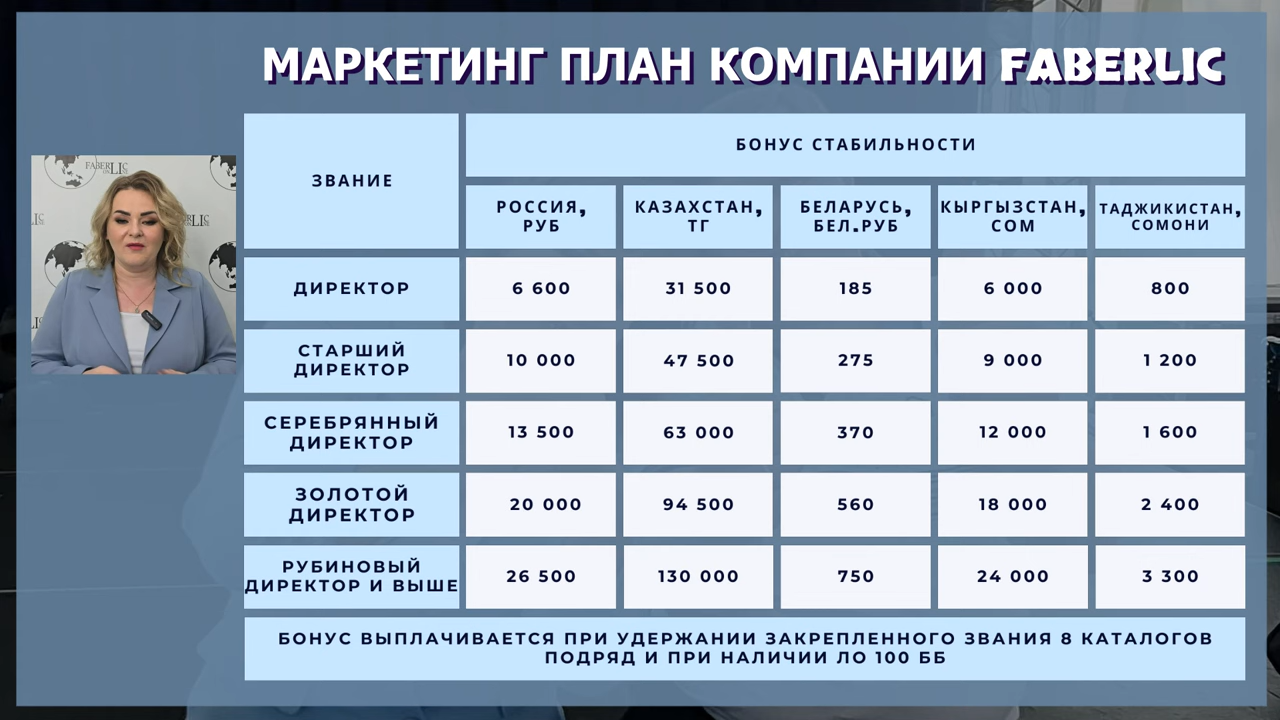 МАРКЕТИНГ ПЛАН КОМПАНИИ FABERLIC
ЗВАНИЕ
БОНУС СТАБИЛЬНОСТИ
РОССИЯ,
РУБ
КАЗАХСТАН,
ТГ
БЕЛАРУСЬ,
БЕЛ.РУБ
КЫРГЫЗСТАН,
СОМ
ТАДЖИКИСТАН,
СОМОНИ
ДИРЕКТОР
6 600
31 500
185
6 000
800
СТАРШИЙ
ДИРЕКТОР
10 000
47 500
275
9 000
1 200
СЕРЕБРЯННЫЙ
ДИРЕКТОР
13 500
63 000
370
12 000
1 600
ЗОЛОТОЙ
ДИРЕКТОР
20 000
94 500
560
18 000
2 400
РУБИНОВЫЙ
ДИРЕКТОР И ВЫШЕ
26 500
130 000
750
24 000
3 300
БОНУС ВЫПЛАЧИВАЕТСЯ ПРИ УДЕРЖАНИИ ЗАКРЕПЛЕННОГО ЗВАНИЯ 8 КАТАЛОГОВ
ПОДРЯД И ПРИ НАЛИЧИИ ЛО 100 ББ